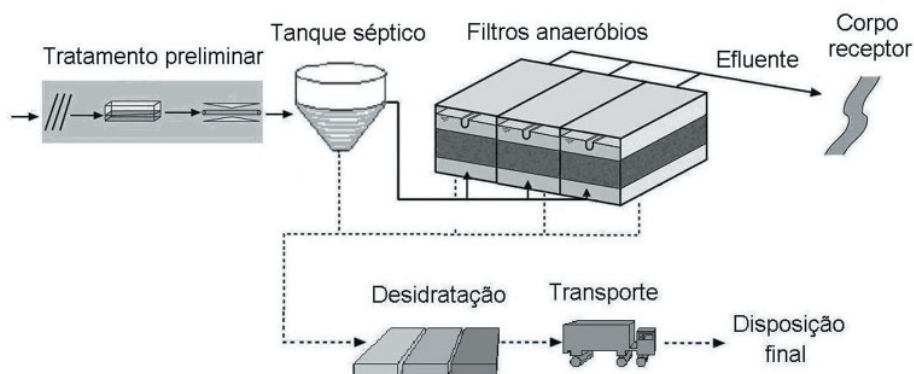 Tratamento preliminar
Tanque séptico
Filtros anaeróbios
Efluente
Corpo
receptor
Desidratação
Transporte
Disposição
final